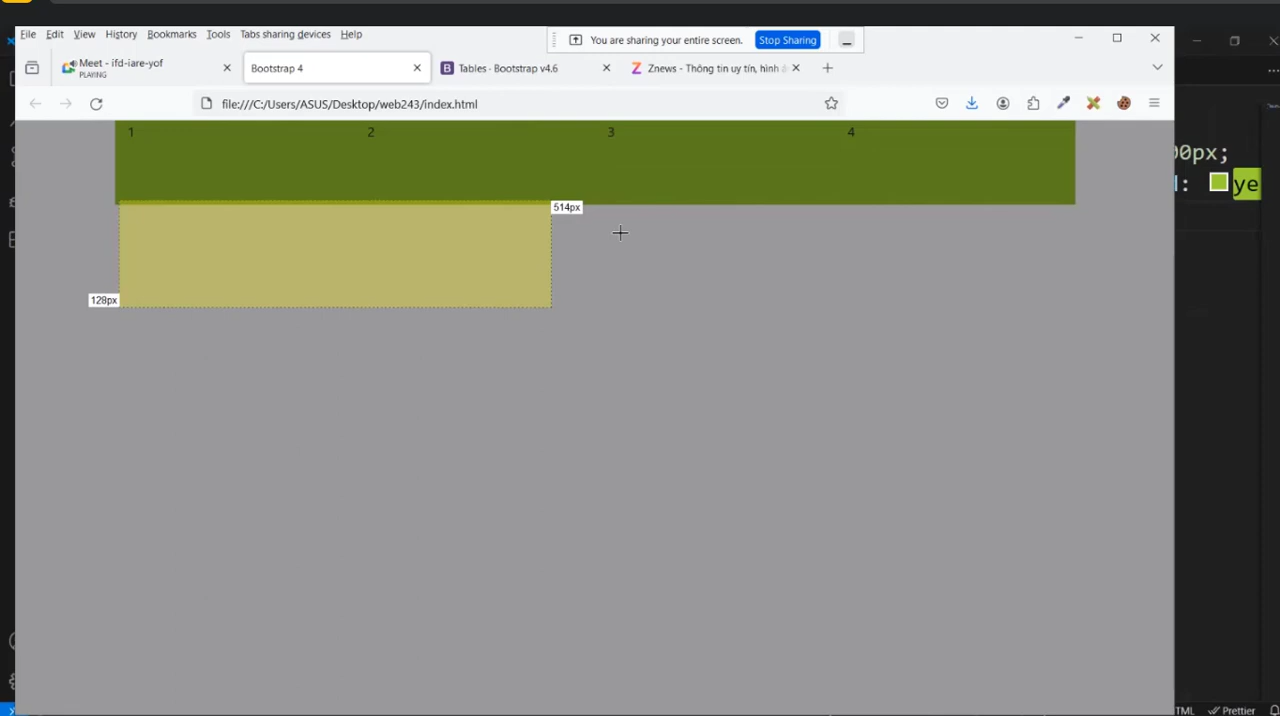 File Edit View History Bookmarks Tools Tabs sharing devices Help
You are sharing your entire screen. Stop Sharing
Meet - ifd-iare-yof
PLAYING
Bootstrap 4
Tables - Bootstrap v4.6
Znews - Thông tin uy tín, hình ả
file:///C:/Users/ASUS/Desktop/web243/index.html
1 2 3 4
00px;
: ye
514px
128px
TML Prettier